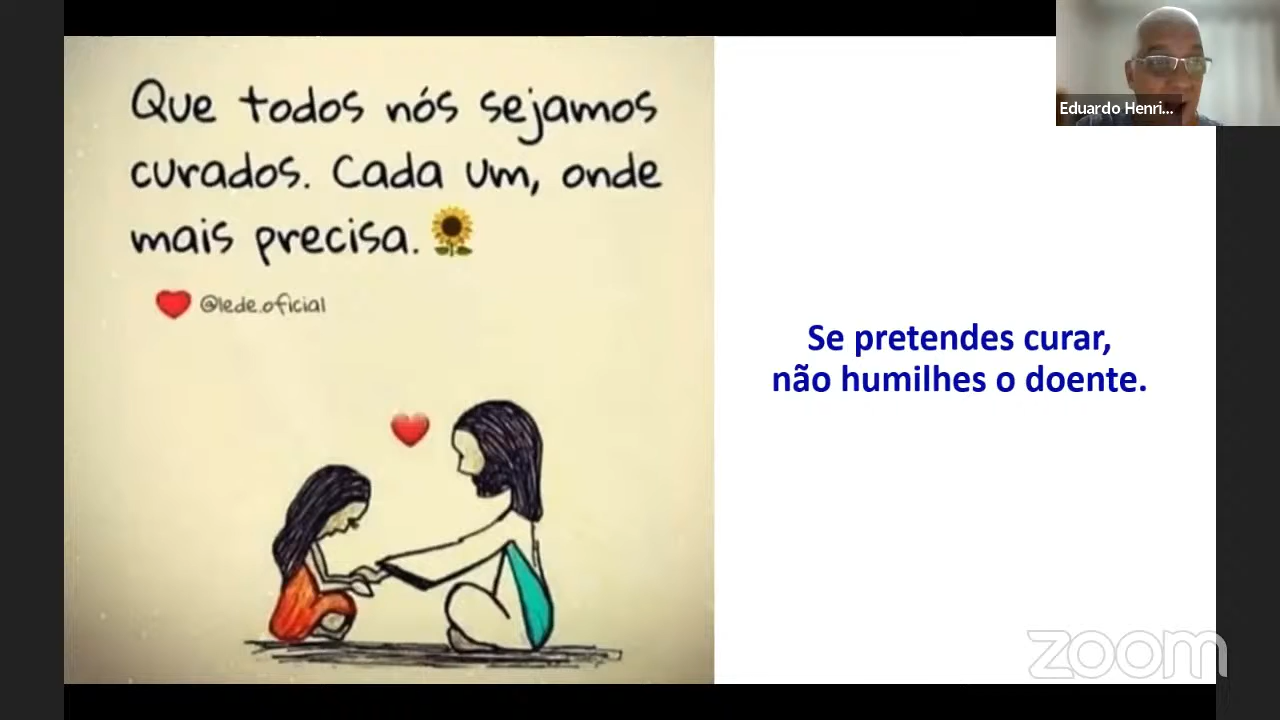 Que todos nós sejamos
curados. Cada um, onde
mais precisa.
@lede.oficial
Se pretendes curar,
não humilhes o doente.
Eduardo Henri...
zoom